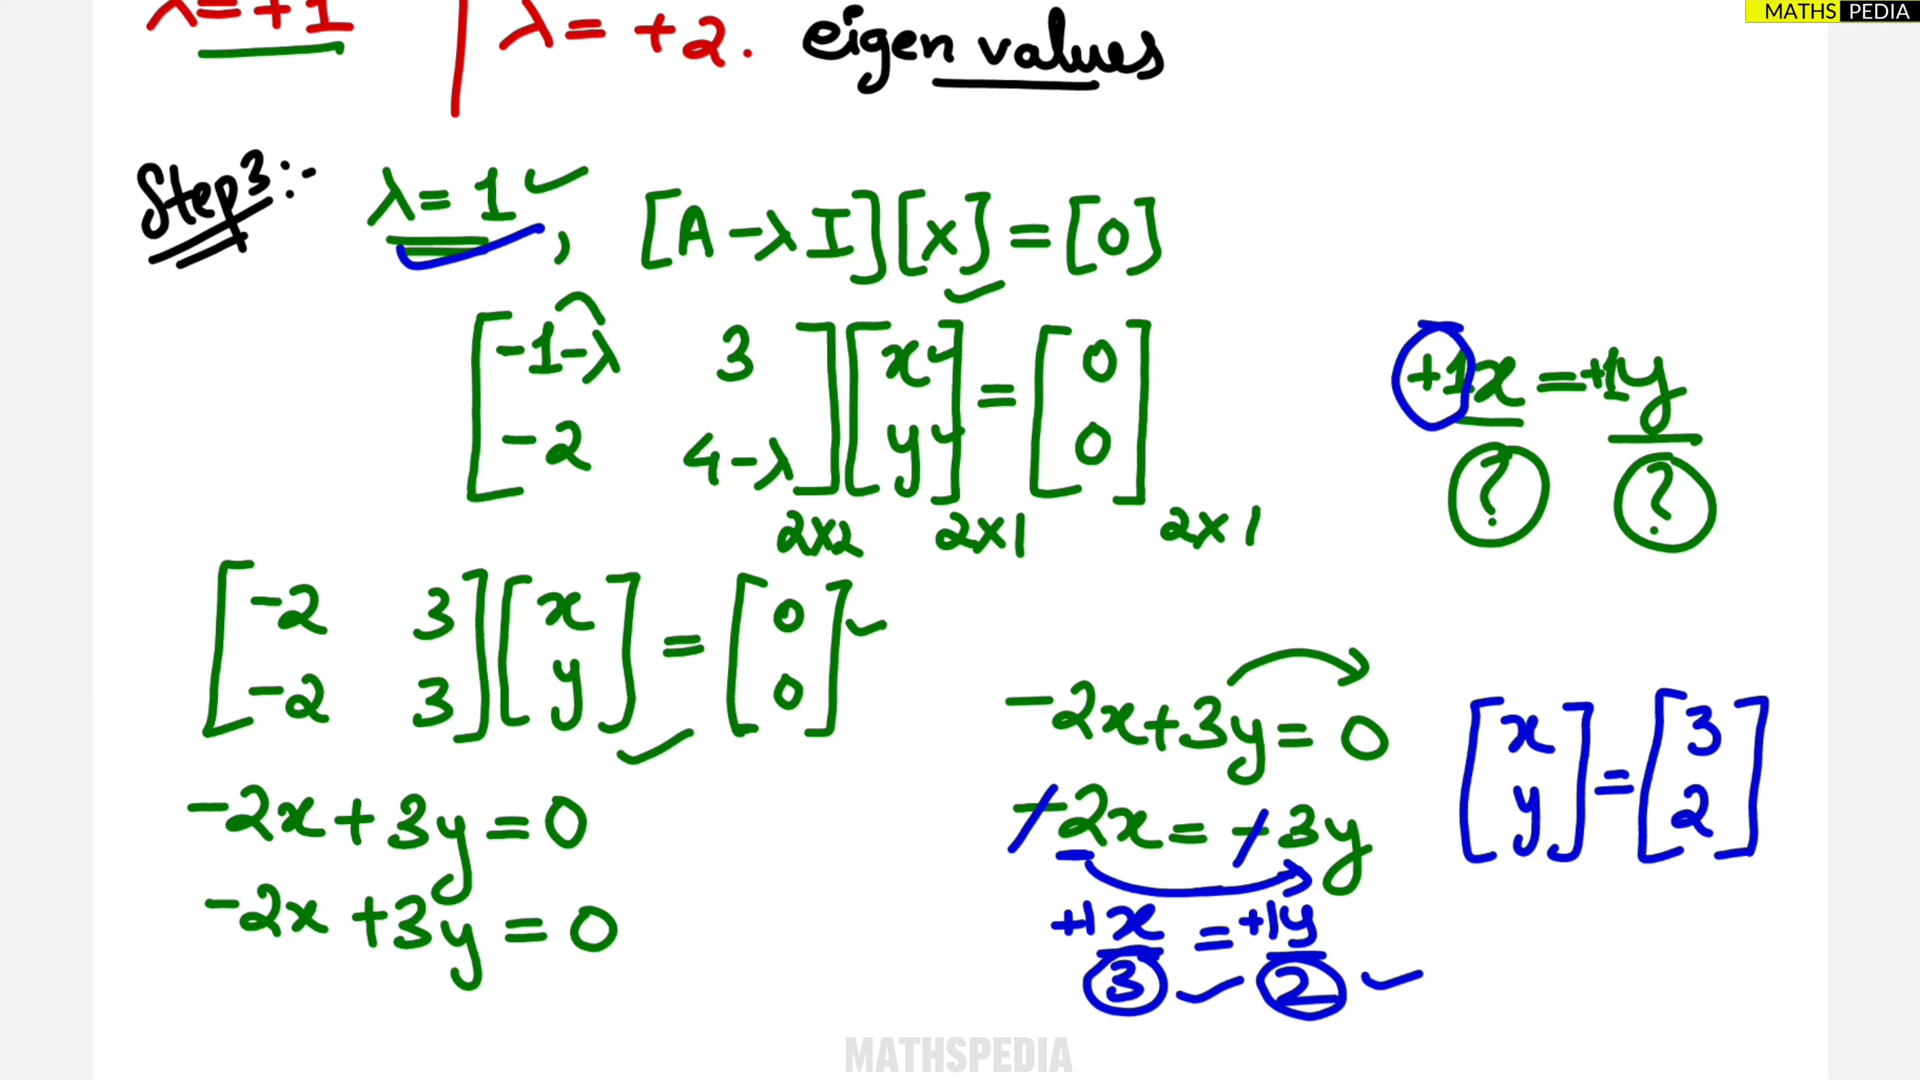 MATHS PEDIA
λ = +1 | λ = +2. eigen values
Step 3:- λ = 1 , [A - λ I] [x] = [0]
[-1-λ 3] [x] = [0]
[-2 4-λ] [y] [0]
2x2 2x1 2x1
+1x = +1y
? ?
[-2 3] [x] = [0]
[-2 3] [y] [0]
-2x + 3y = 0
-2x + 3y = 0
-2x + 3y = 0
-2x = -3y
+1x = +1y
3 2
[x] = [3]
[y] [2]
MATHSPEDIA